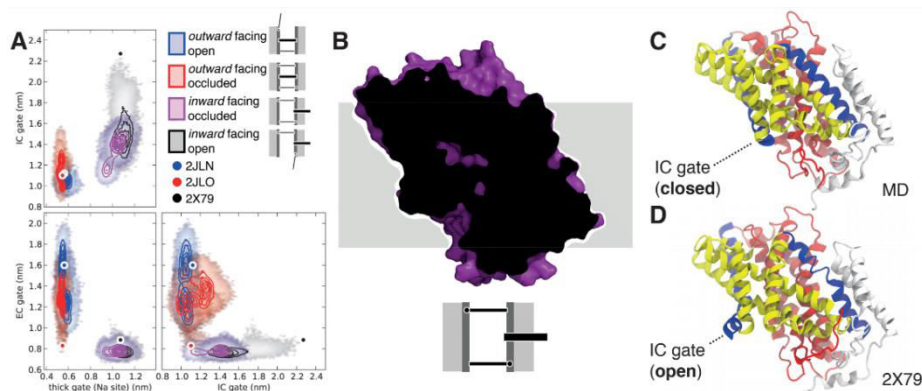 A
outward facing
open
outward facing
occluded
inward facing
occluded
inward facing
open
2JLN
2JLO
2X79
IC gate (nm)
2.4
2.2
2.0
1.8
1.6
1.4
1.2
1.0
EC gate (nm)
2.0
1.8
1.6
1.4
1.2
1.0
0.8
0.6
0.4 0.6 0.8 1.0 1.2
thick gate (Na site) (nm)
1.0 1.2 1.4 1.6 1.8 2.0 2.2 2.4
IC gate (nm)
B
C
IC gate
(closed)
MD
D
IC gate
(open)
2X79